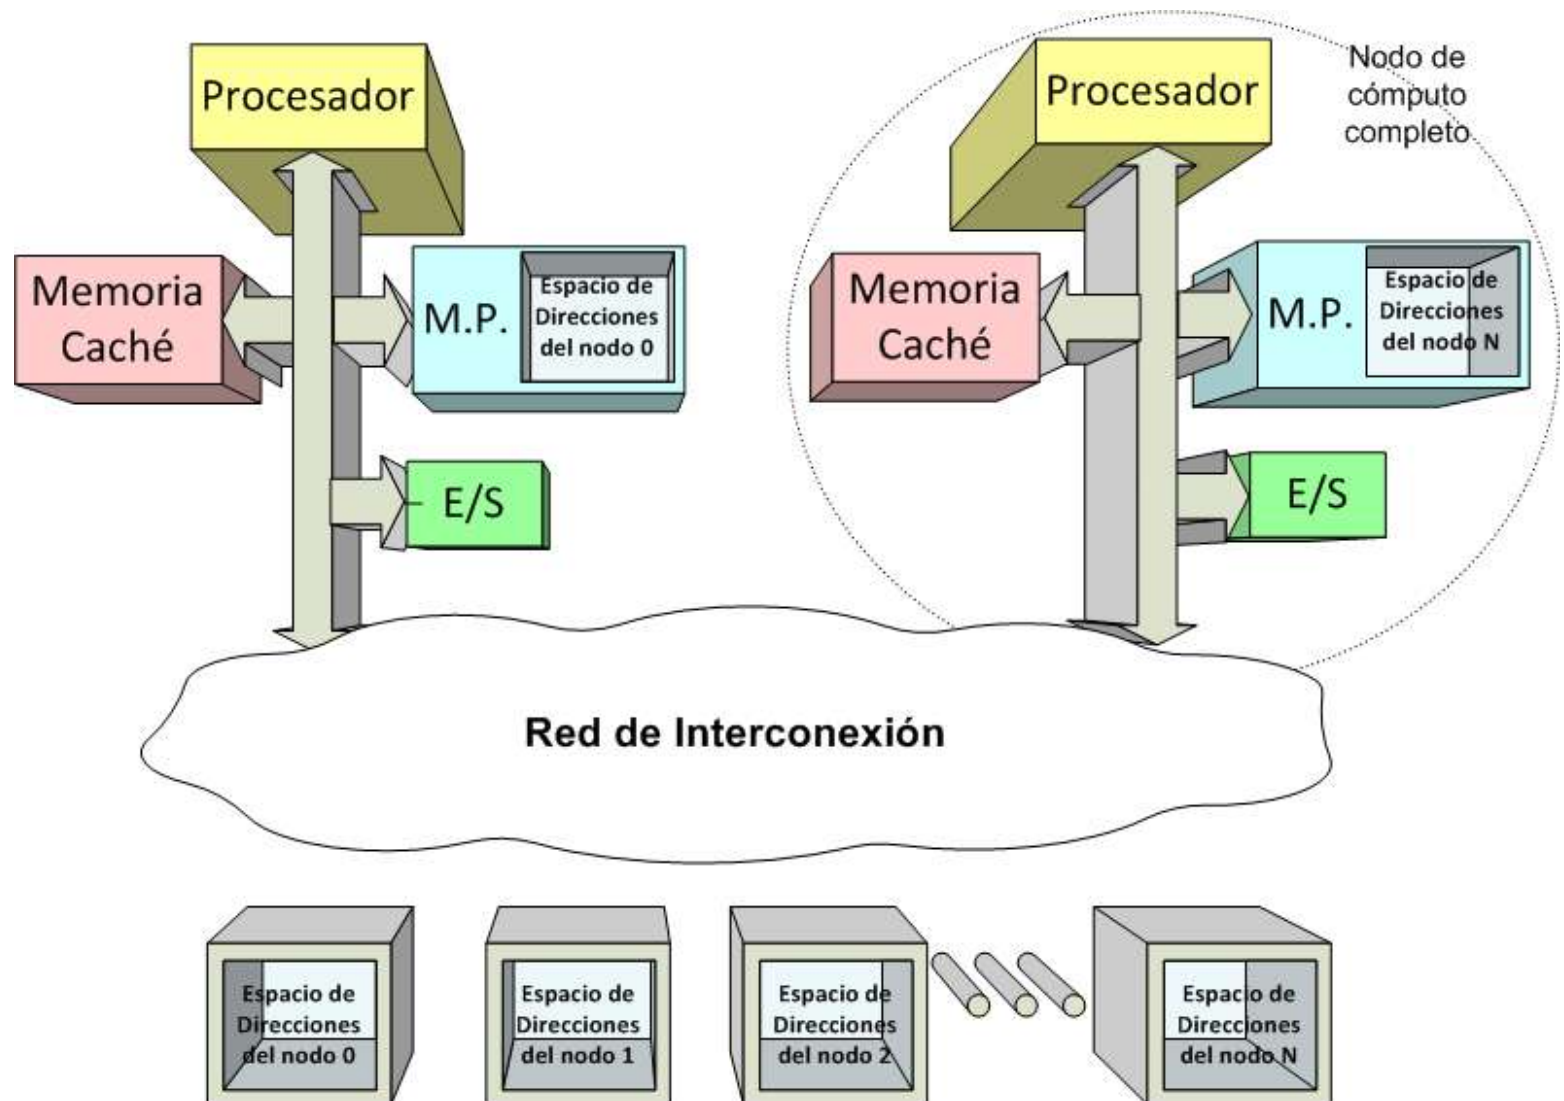 Procesador
Memoria
Caché
M.P.
Espacio de
Direcciones
del nodo 0
E/S
Nodo de
cómputo
completo
Procesador
Memoria
Caché
M.P.
Espacio de
Direcciones
del nodo N
E/S
Red de Interconexión
Espacio de
Direcciones
del nodo 0
Espacio de
Direcciones
del nodo 1
Espacio de
Direcciones
del nodo 2
Espacio de
Direcciones
del nodo N